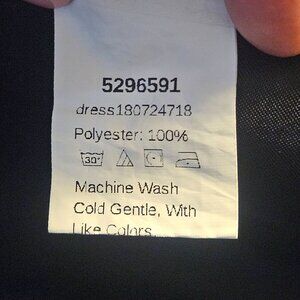 5296591
dress180724718
Polyester: 100%
30°
Machine Wash
Cold Gentle, With
Like Colors